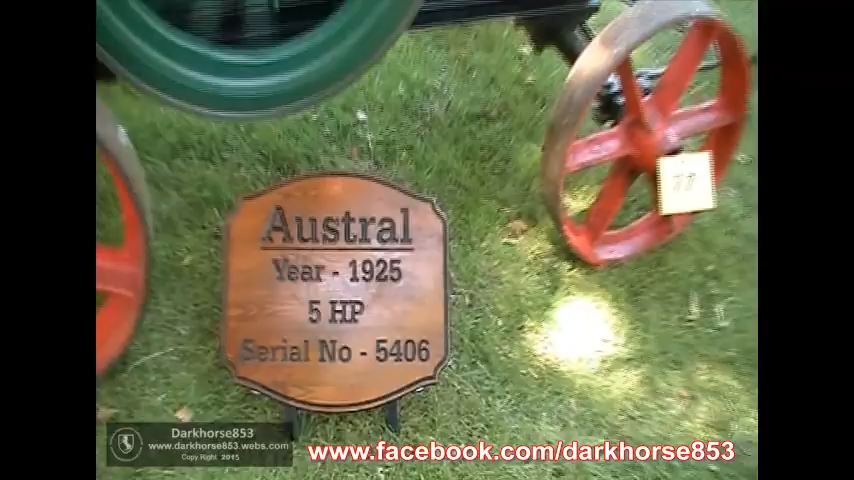 Austral
Year - 1925
5 HP
Serial No - 5406
77
Darkhorse853
www.darkhorse853.webs.com
Copy Right 2015
www.facebook.com/Darkhorse853